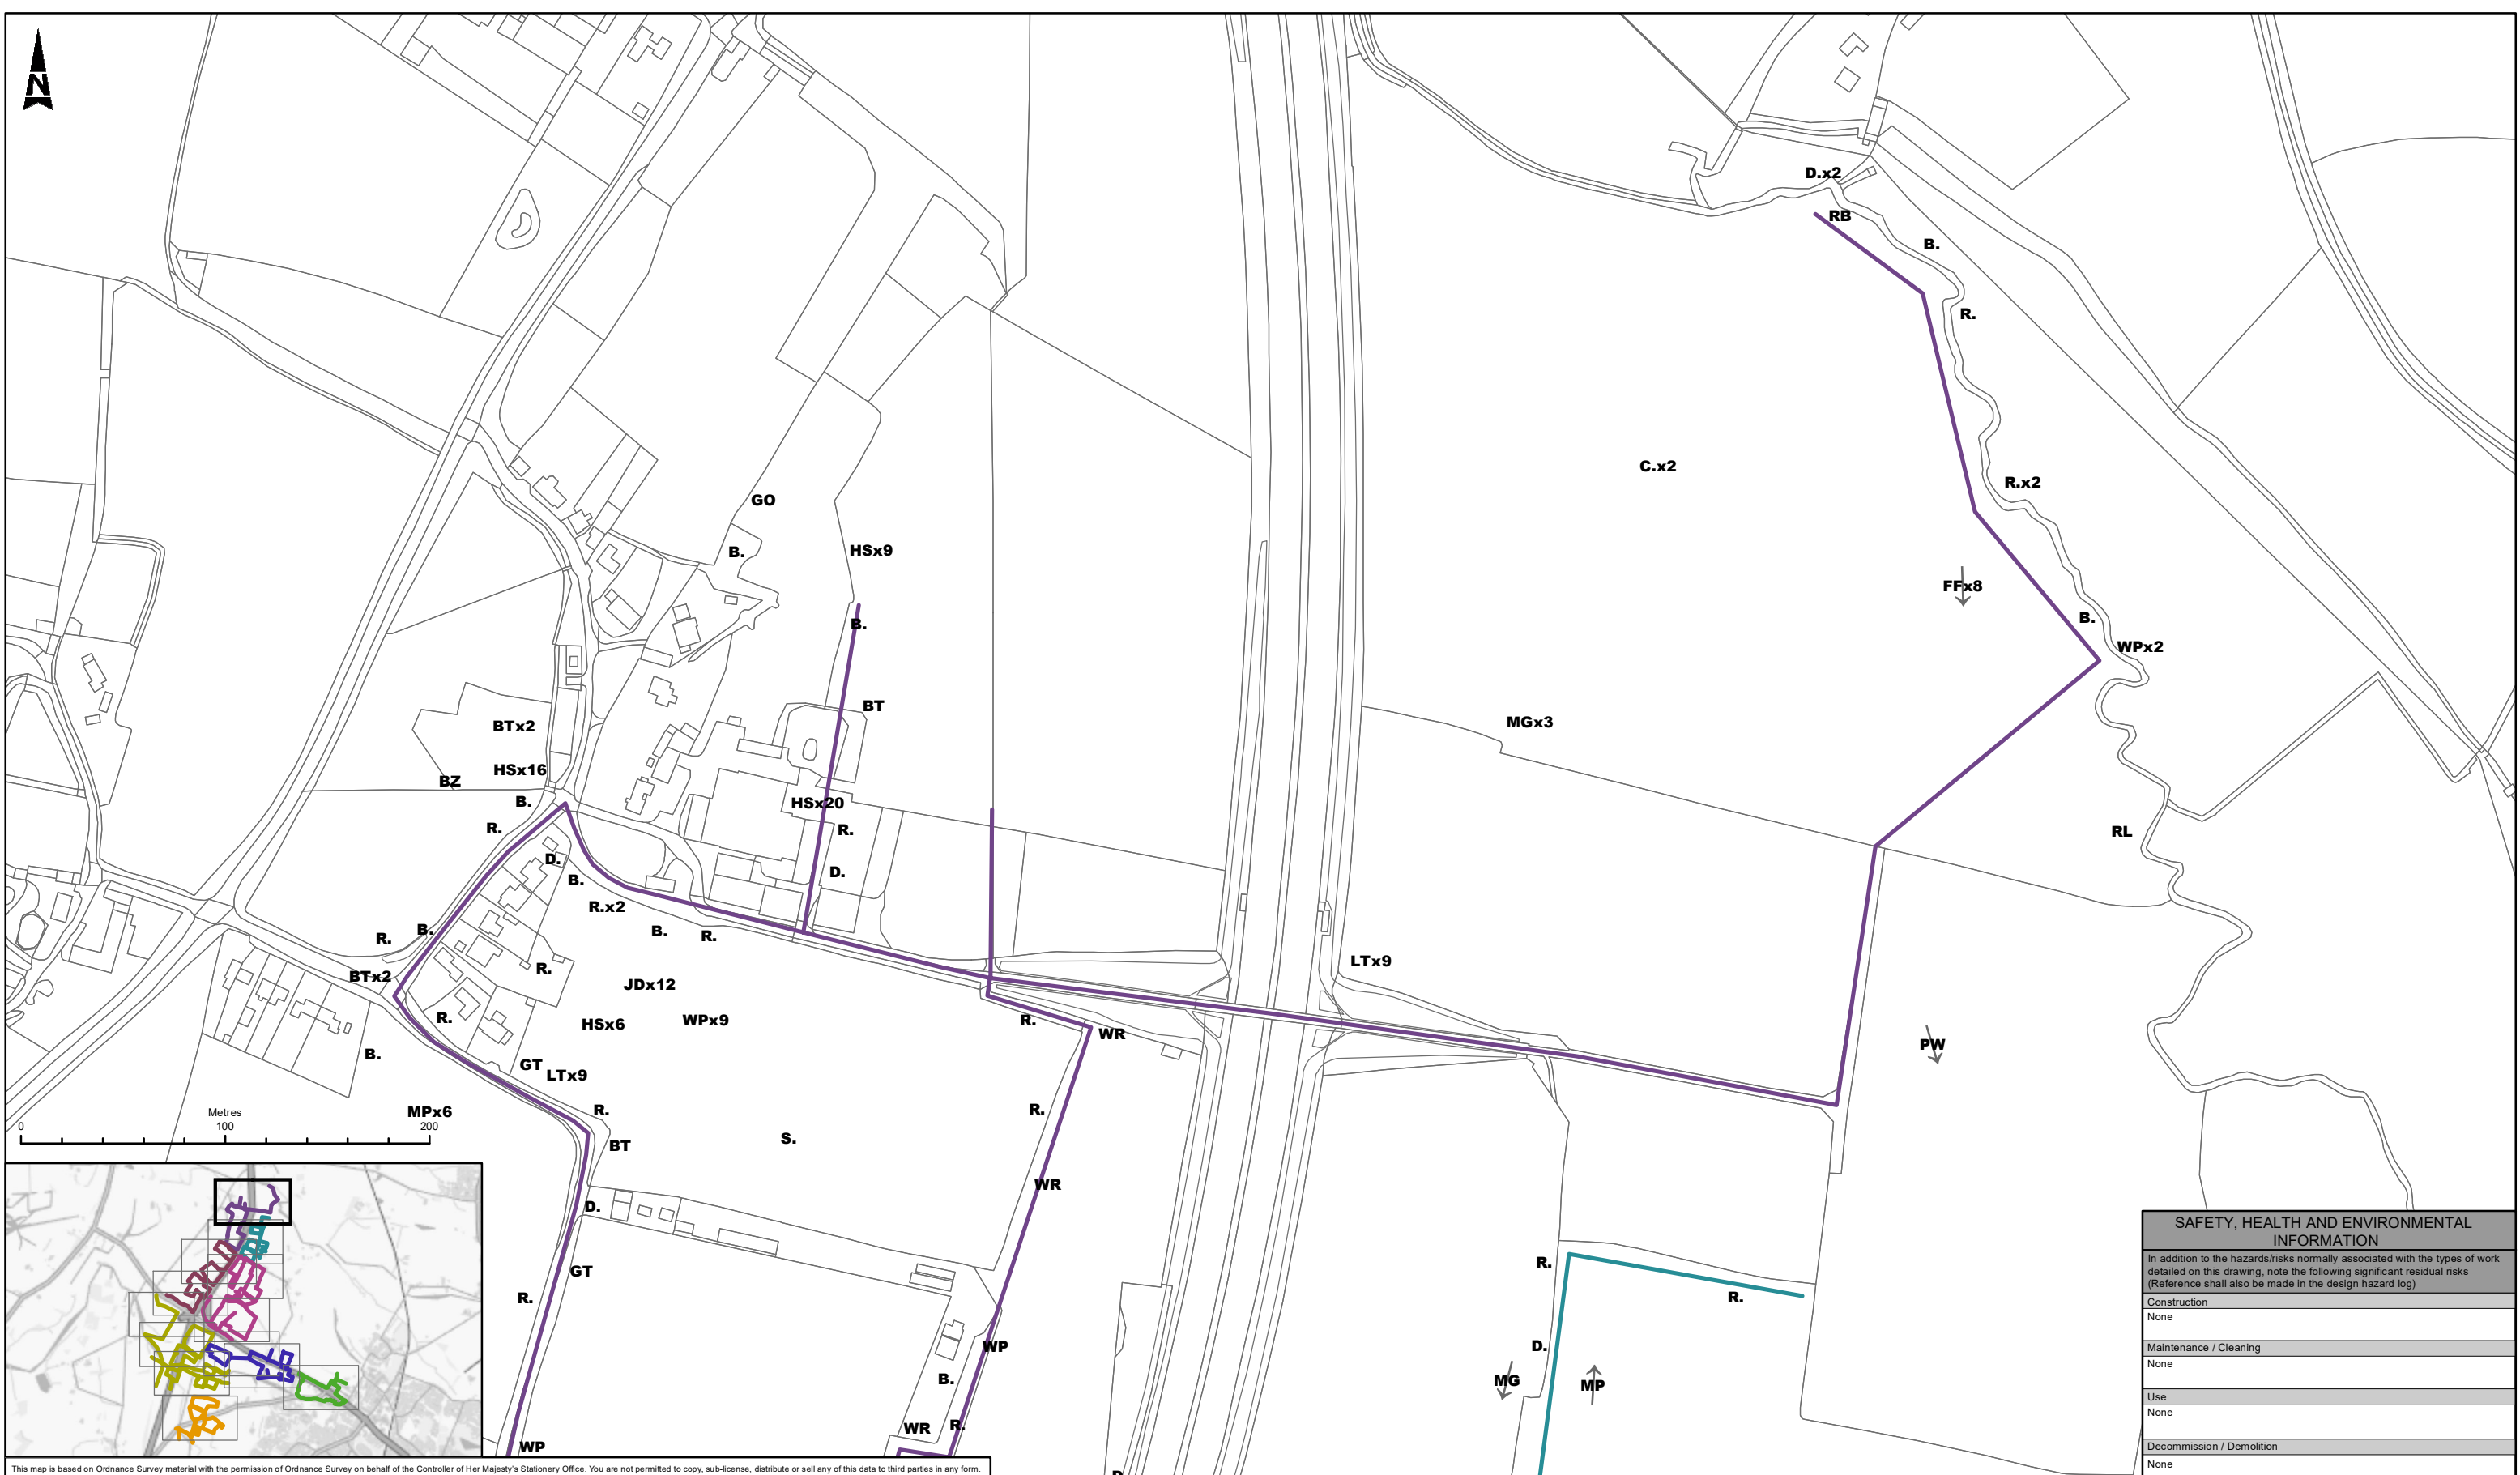 N
D.x2
RB
B.
R.
C.x2
R.x2
GO
B.
HSx9
FFx8
B.
B.
WPx2
BT
MGx3
BTx2
HSx16
BZ
B.
HSx20
R.
R.
RL
D.
D.
B.
R.x2
B.
B.
R.
R.
LTx9
R.
BTx2
JDx12
R.
HSx6
WPx9
R.
WR
PW
B.
GT
LTx9
MPx6
R.
R.
S.
BT
Metres
0 100 200
WR
D.
GT
R.
R.
R.
WP
D.
B.
MG
MP
WR
R.
WP
SAFETY, HEALTH AND ENVIRONMENTAL
INFORMATION
In addition to the hazards/risks normally associated with the types of work
detailed on this drawing, note the following significant residual risks
(Reference shall also be made in the design hazard log)
Construction
None
Maintenance / Cleaning
None
Use
None
Decommission / Demolition
None
This map is based on Ordnance Survey material with the permission of Ordnance Survey on behalf of the Controller of Her Majesty's Stationery Office. You are not permitted to copy, sub-license, distribute or sell any of this data to third parties in any form.